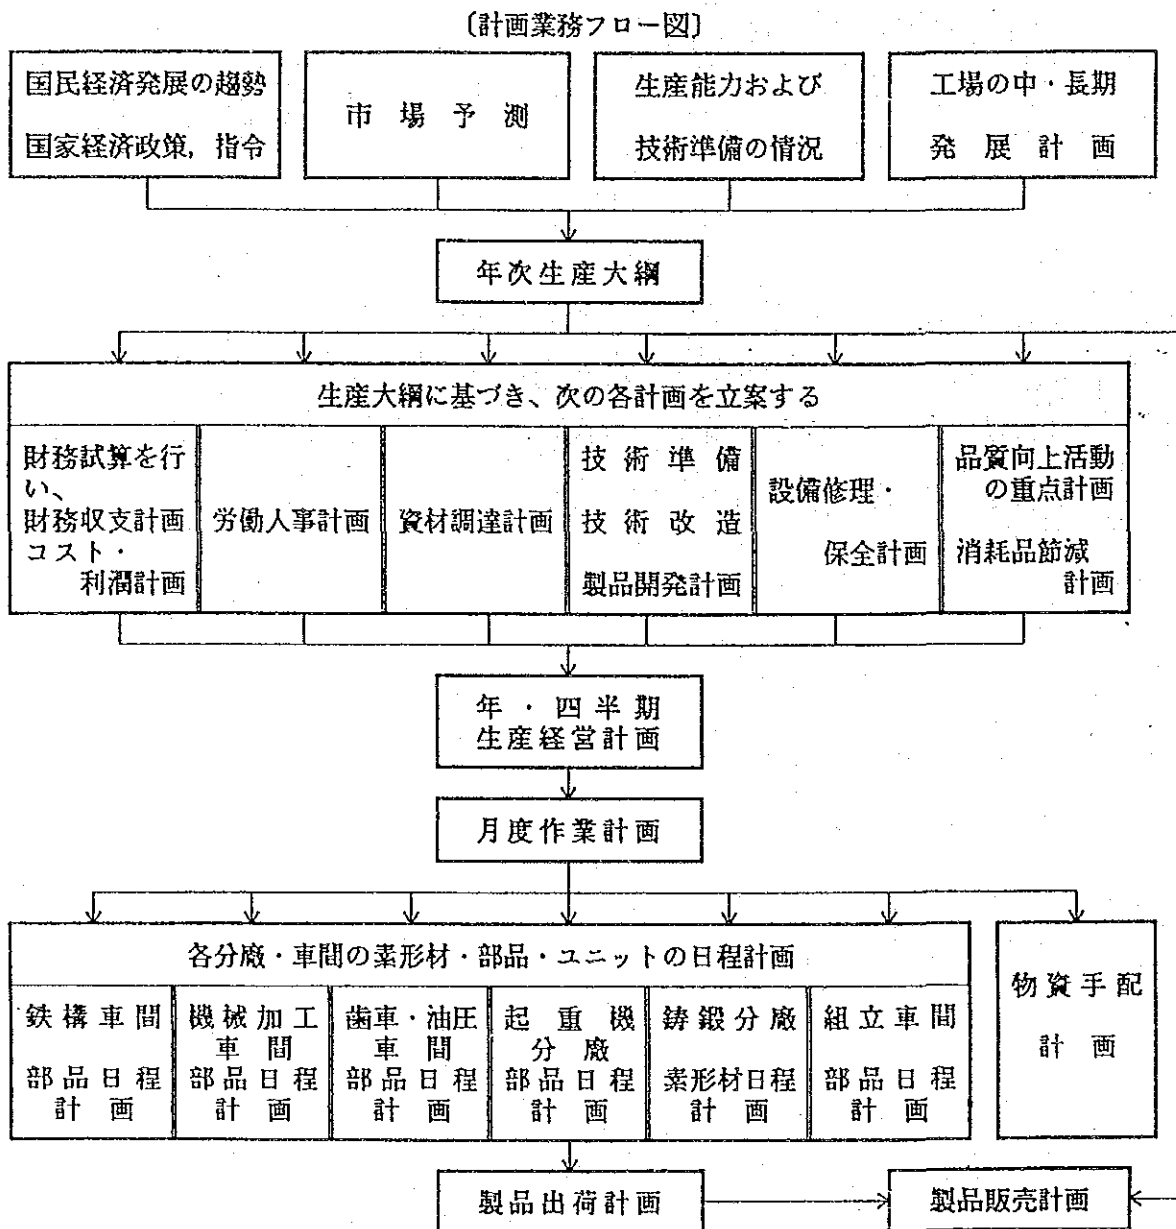 〔計画業務フロー図〕
国民経済発展の趨勢
国家経済政策，指令
市場予測
生産能力および
技術準備の情況
工場の中・長期
発展計画
年次生産大綱
生産大綱に基づき、次の各計画を立案する
財務試算を行
い、
財務収支計画
コスト・
利潤計画
労働人事計画
資材調達計画
技術準備
技術改造
製品開発計画
設備修理・
保全計画
品質向上活動
の重点計画
消耗品節減
計画
年・四半期
生産経営計画
月度作業計画
各分廠・車間の素形材・部品・ユニットの日程計画
鉄構車間
部品日程
計画
機械加工
車間
部品日程
計画
歯車・油圧
車間
部品日程
計画
起重機
分廠
部品日程
計画
鋳鍛分廠
素形材日程
計画
組立車間
部品日程
計画
物資手配
計画
製品出荷計画
製品販売計画